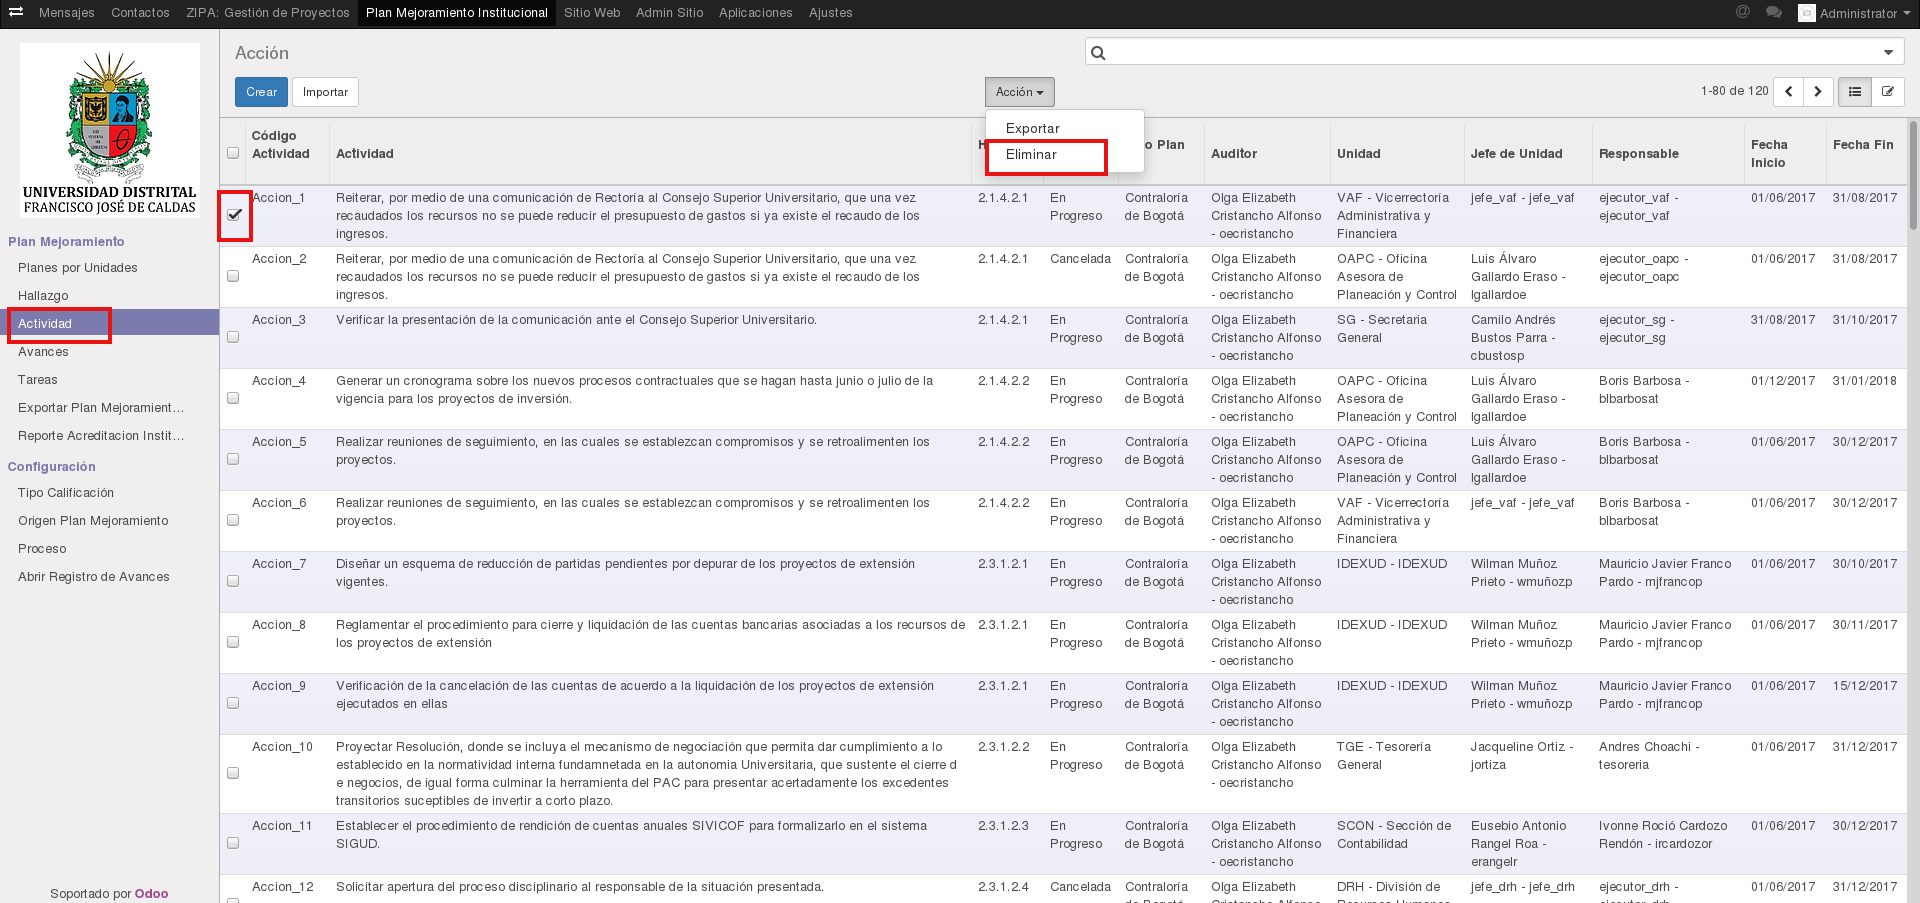 Mensajes Contactos ZIPA: Gestión de Proyectos Plan Mejoramiento Institucional Sitio Web Admin Sitio Aplicaciones Ajustes @ Administrator
UNIVERSIDAD DISTRITAL
FRANCISCO JOSÉ DE CALDAS
Plan Mejoramiento
Planes por Unidades
Hallazgo
Actividad
Avances
Tareas
Exportar Plan Mejoramient...
Reporte Acreditacion Instit...
Configuración
Tipo Calificación
Origen Plan Mejoramiento
Proceso
Abrir Registro de Avances
Soportado por Odoo
Acción
Crear Importar Acción 1-80 de 120
Exportar
Eliminar
Código Actividad Actividad H o Plan Auditor Unidad Jefe de Unidad Responsable Fecha Inicio Fecha Fin
Accion_1 Reiterar, por medio de una comunicación de Rectoría al Consejo Superior Universitario, que una vez 2.1.4.2.1 En Contraloría Olga Elizabeth VAF - Vicerrectoría jefe_vaf - jefe_vaf ejecutor_vaf - 01/06/2017 31/08/2017
recaudados los recursos no se puede reducir el presupuesto de gastos si ya existe el recaudo de los Progreso de Bogotá Cristancho Alfonso Administrativa y ejecutor_vaf
ingresos. - oecristancho Financiera
Accion_2 Reiterar, por medio de una comunicación de Rectoría al Consejo Superior Universitario, que una vez 2.1.4.2.1 Cancelada Contraloría Olga Elizabeth OAPC - Oficina Luis Álvaro ejecutor_oapc - 01/06/2017 31/08/2017
recaudados los recursos no se puede reducir el presupuesto de gastos si ya existe el recaudo de los de Bogotá Cristancho Alfonso Asesora de Gallardo Eraso - ejecutor_oapc
ingresos. - oecristancho Planeación y Control lgallardoe
Accion_3 Verificar la presentación de la comunicación ante el Consejo Superior Universitario. 2.1.4.2.1 En Contraloría Olga Elizabeth SG - Secretaria Camilo Andrés ejecutor_sg - 31/08/2017 31/10/2017
Progreso de Bogotá Cristancho Alfonso General Bustos Parra - ejecutor_sg
- oecristancho cbustosp
Accion_4 Generar un cronograma sobre los nuevos procesos contractuales que se hagan hasta junio o julio de la 2.1.4.2.2 En Contraloría Olga Elizabeth OAPC - Oficina Luis Álvaro Boris Barbosa - 01/12/2017 31/01/2018
vigencia para los proyectos de inversión. Progreso de Bogotá Cristancho Alfonso Asesora de Gallardo Eraso - blbarbosat
- oecristancho Planeación y Control lgallardoe
Accion_5 Realizar reuniones de seguimiento, en las cuales se establezcan compromisos y se retroalimenten los 2.1.4.2.2 En Contraloría Olga Elizabeth OAPC - Oficina Luis Álvaro Boris Barbosa - 01/06/2017 30/12/2017
proyectos. Progreso de Bogotá Cristancho Alfonso Asesora de Gallardo Eraso - blbarbosat
- oecristancho Planeación y Control lgallardoe
Accion_6 Realizar reuniones de seguimiento, en las cuales se establezcan compromisos y se retroalimenten los 2.1.4.2.2 En Contraloría Olga Elizabeth VAF - Vicerrectoría jefe_vaf - jefe_vaf Boris Barbosa - 01/06/2017 30/12/2017
proyectos. Progreso de Bogotá Cristancho Alfonso Administrativa y blbarbosat
- oecristancho Financiera
Accion_7 Diseñar un esquema de reducción de partidas pendientes por depurar de los proyectos de extensión 2.3.1.2.1 En Contraloría Olga Elizabeth IDEXUD - IDEXUD Wilman Muñoz Mauricio Javier Franco 01/06/2017 30/10/2017
vigentes. Progreso de Bogotá Cristancho Alfonso Prieto - wmuñozp Pardo - mjfrancop
- oecristancho
Accion_8 Reglamentar el procedimiento para cierre y liquidación de las cuentas bancarias asociadas a los recursos de 2.3.1.2.1 En Contraloría Olga Elizabeth IDEXUD - IDEXUD Wilman Muñoz Mauricio Javier Franco 01/06/2017 30/11/2017
los proyectos de extensión Progreso de Bogotá Cristancho Alfonso Prieto - wmuñozp Pardo - mjfrancop
- oecristancho
Accion_9 Verificación de la cancelación de las cuentas de acuerdo a la liquidación de los proyectos de extensión 2.3.1.2.1 En Contraloría Olga Elizabeth IDEXUD - IDEXUD Wilman Muñoz Mauricio Javier Franco 01/06/2017 15/12/2017
ejecutados en ellas Progreso de Bogotá Cristancho Alfonso Prieto - wmuñozp Pardo - mjfrancop
- oecristancho
Accion_10 Proyectar Resolución, donde se incluya el mecanismo de negociación que permita dar cumplimiento a lo 2.3.1.2.2 En Contraloría Olga Elizabeth TGE - Tesorería Jacqueline Ortiz - Andres Choachi - 01/06/2017 31/12/2017
establecido en la normatividad interna fundamnetada en la autonomia Universitaria, que sustente el cierre d Progreso de Bogotá Cristancho Alfonso General jortiza tesoreria
e negocios, de igual forma culminar la herramienta del PAC para presentar acertadamente los excedentes - oecristancho
transitorios suceptibles de invertir a corto plazo.
Accion_11 Establecer el procedimiento de rendición de cuentas anuales SIVICOF para formalizarlo en el sistema 2.3.1.2.3 En Contraloría Olga Elizabeth SCON - Sección de Eusebio Antonio Ivonne Roció Cardozo 01/06/2017 30/12/2017
SIGUD. Progreso de Bogotá Cristancho Alfonso Contabilidad Rangel Roa - Rendón - ircardozor
- oecristancho erangelr
Accion_12 Solicitar apertura del proceso disciplinario al responsable de la situación presentada. 2.3.1.2.4 Cancelada Contraloría Olga Elizabeth DRH - División de jefe_drh - jefe_drh ejecutor_drh - 01/06/2017 31/12/2017